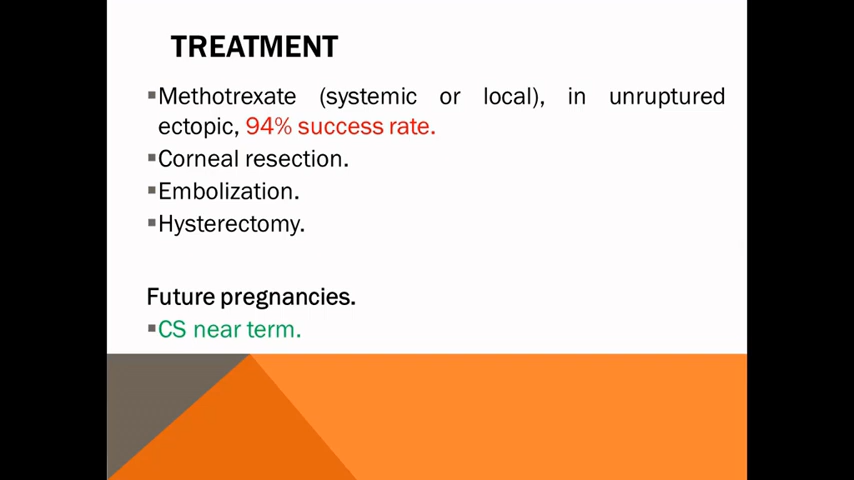 TREATMENT
▪Methotrexate (systemic or local), in unruptured
ectopic, 94% success rate.
▪Corneal resection.
▪Embolization.
▪Hysterectomy.
Future pregnancies.
▪CS near term.